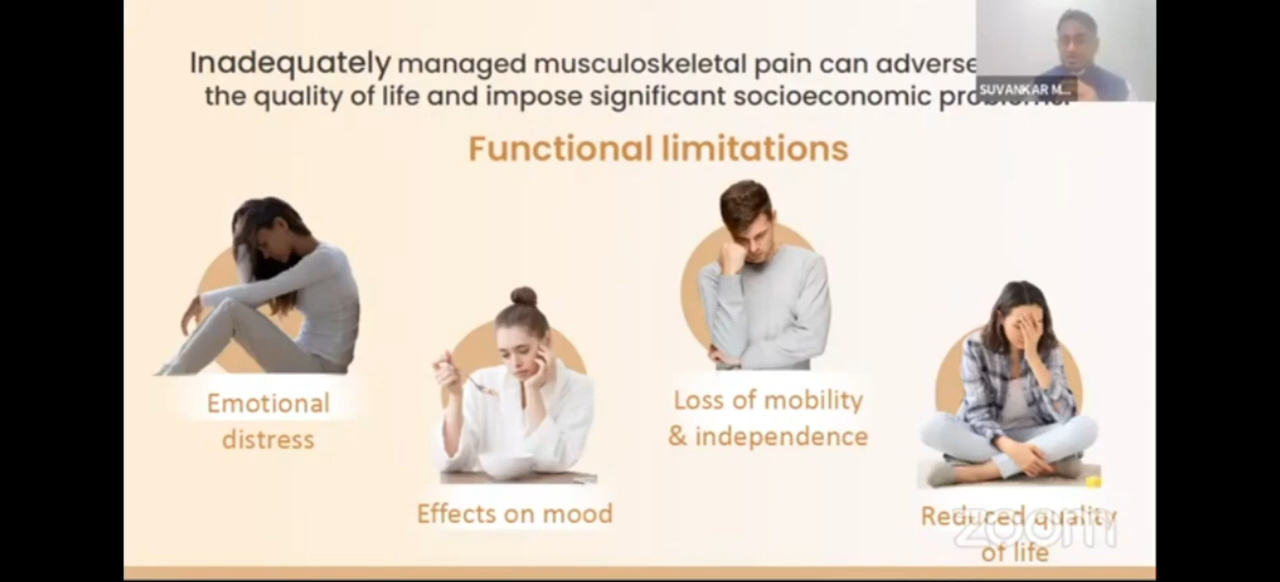 Inadequately managed musculoskeletal pain can adverse
the quality of life and impose significant socioeconomic
SUVANKAR M...
Functional limitations
Emotional
distress
Effects on mood
Loss of mobility
& independence
Reduced quality
of life
zoom